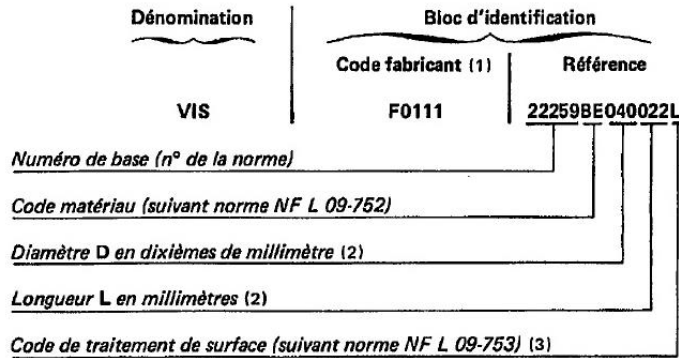 Dénomination Bloc d'identification
Code fabricant (1) Référence
VIS F0111 22259BE040022L
Numéro de base (n° de la norme)
Code matériau (suivant norme NF L 09-752)
Diamètre D en dixièmes de millimètre (2)
Longueur L en millimètres (2)
Code de traitement de surface (suivant norme NF L 09-753) (3)